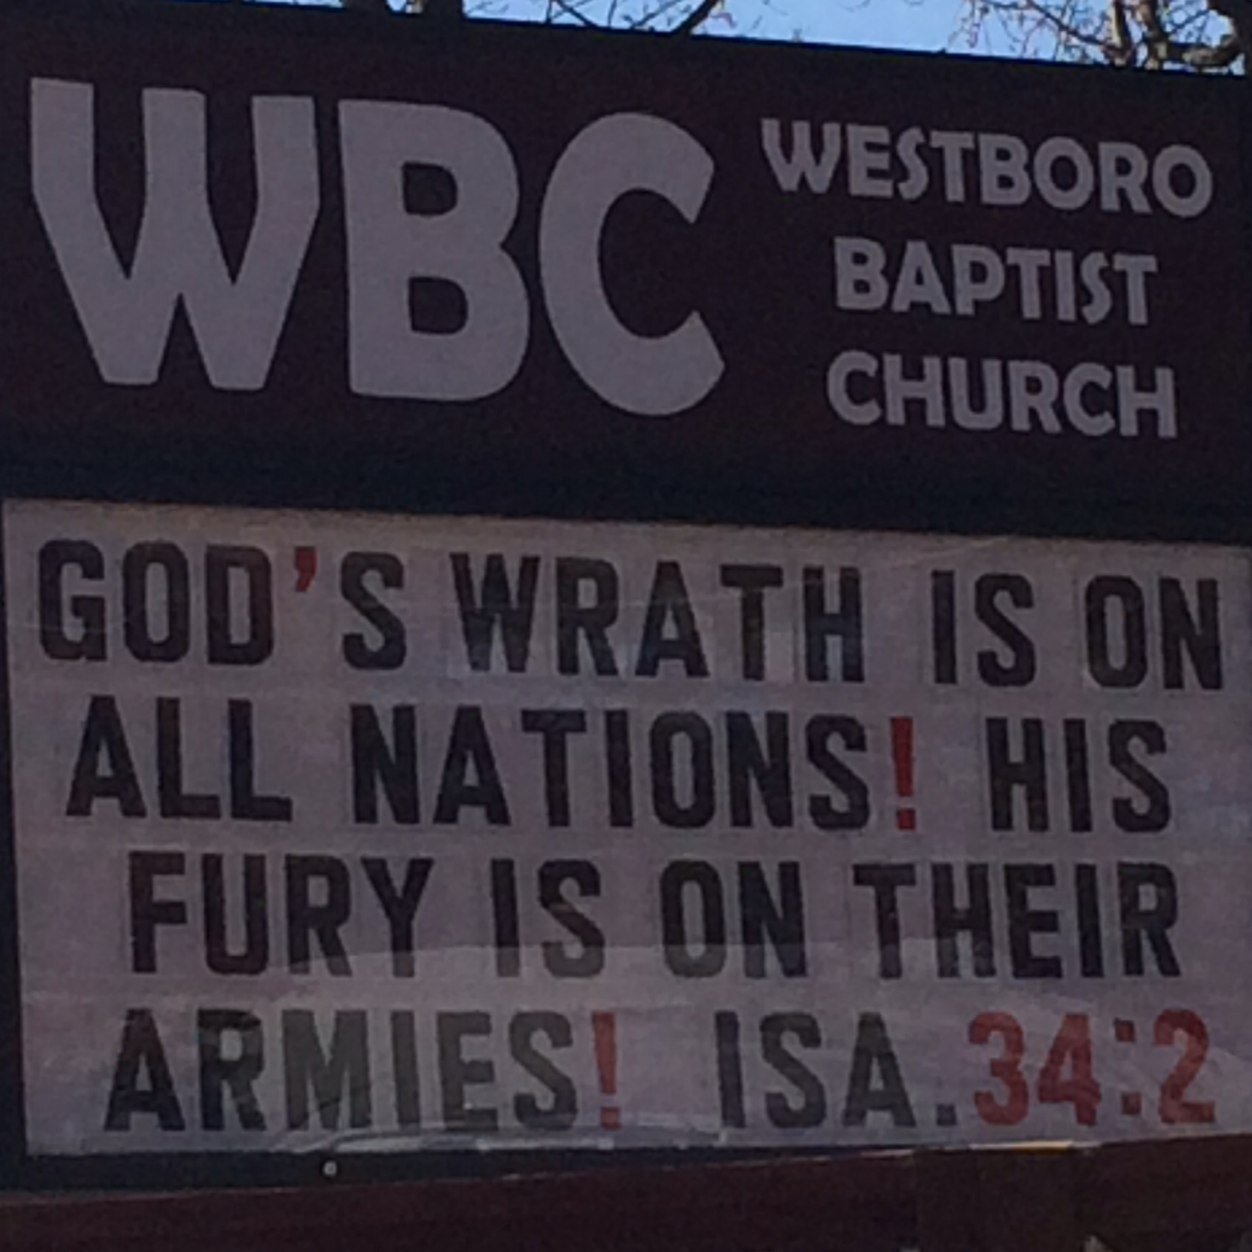 WBC
WESTBORO
BAPTIST
CHURCH
GOD'S WRATH IS ON
ALL NATIONS! HIS
FURY IS ON THEIR
ARMIES! ISA.34:2